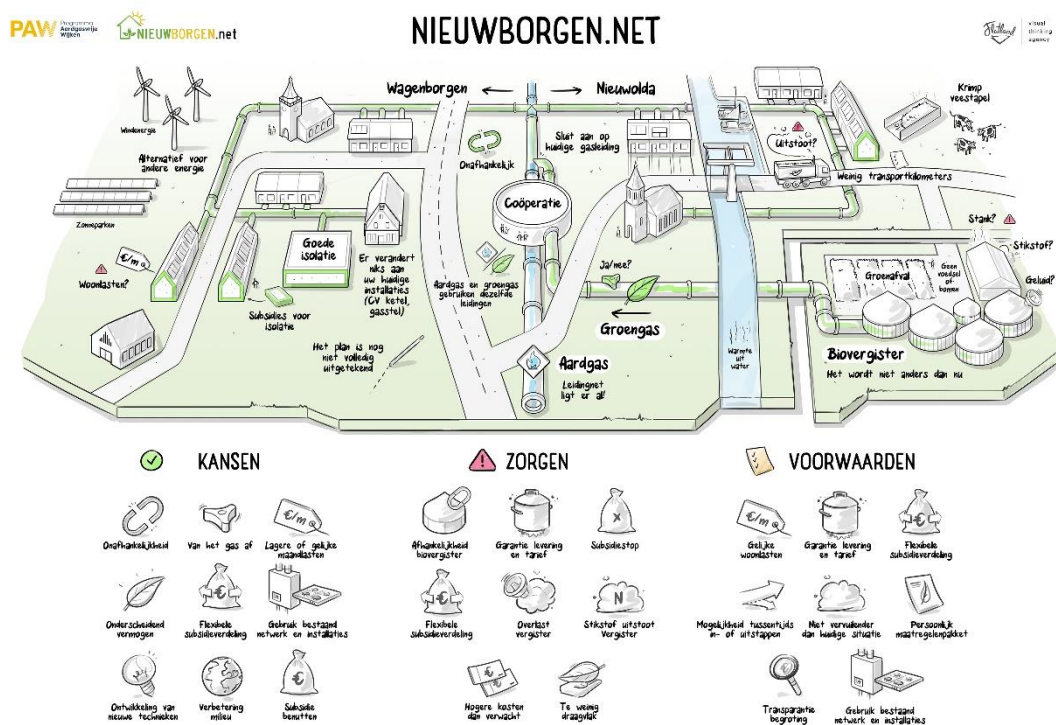 PAW Programma
Aardgasvrije
Wijken
NIEUWBORGEN.net
NIEUWBORGEN.NET
Flatland
visual
thinking
agency
Wagenborgen
Nieuwolda
Windenergie
Alternatief voor
andere energie
Zonneparken
Onafhankelijk
Sluit aan op
huidige gasleiding
Uitstoot?
Krimp
veestapel
Weinig transportkilometers
Coöperatie
€/m
Woonlasten?
Goede
isolatie
Subsidies voor
isolatie
Er verandert
niks aan
uw huidige
installaties
(CV ketel,
gasstel)
Aardgas en groengas
gebruiken dezelfde
leidingen
Ja/nee?
Groengas
Stank?
Stikstof?
Geluid?
Groenafval
Geen
voedsel
of
bomen
Biovergister
Het wordt niet anders dan nu
Het plan is nog
niet volledig
uitgetekend
Aardgas
Leidingnet
ligt er al!
Warmte
uit
water
KANSEN
€/m
Onafhankelijkheid
Van het gas af
Lagere of gelijke
maandlasten
€
Onderscheidend
vermogen
Flexibele
subsidieverdeling
Gebruik bestaand
netwerk en installaties
€
Ontwikkeling van
nieuwe technieken
Verbetering
milieu
Subsidie
benutten
ZORGEN
X
Afhankelijkheid
biovergister
Garantie levering
en tarief
Subsidiestop
€
N
Flexibele
subsidieverdeling
Overlast
vergister
Stikstof uitstoot
Vergister
Hogere kosten
dan verwacht
Te weinig
draagvlak
VOORWAARDEN
€/m
€
Gelijke
woonlasten
Garantie levering
en tarief
Flexibele
subsidieverdeling
Mogelijkheid tussentijds
in- of uitstappen
Niet vervuilender
dan huidige situatie
Persoonlijk
maatregelenpakket
€
Transparantie
begroting
Gebruik bestaand
netwerk en installaties